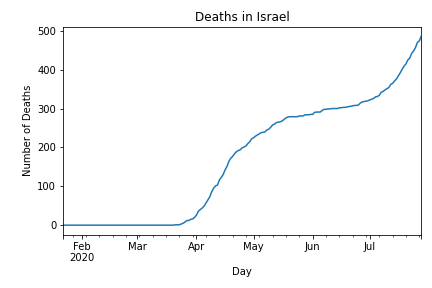 Deaths in Israel
Number of Deaths
500
400
300
200
100
0
Feb
2020
Mar
Apr
May
Jun
Jul
Day